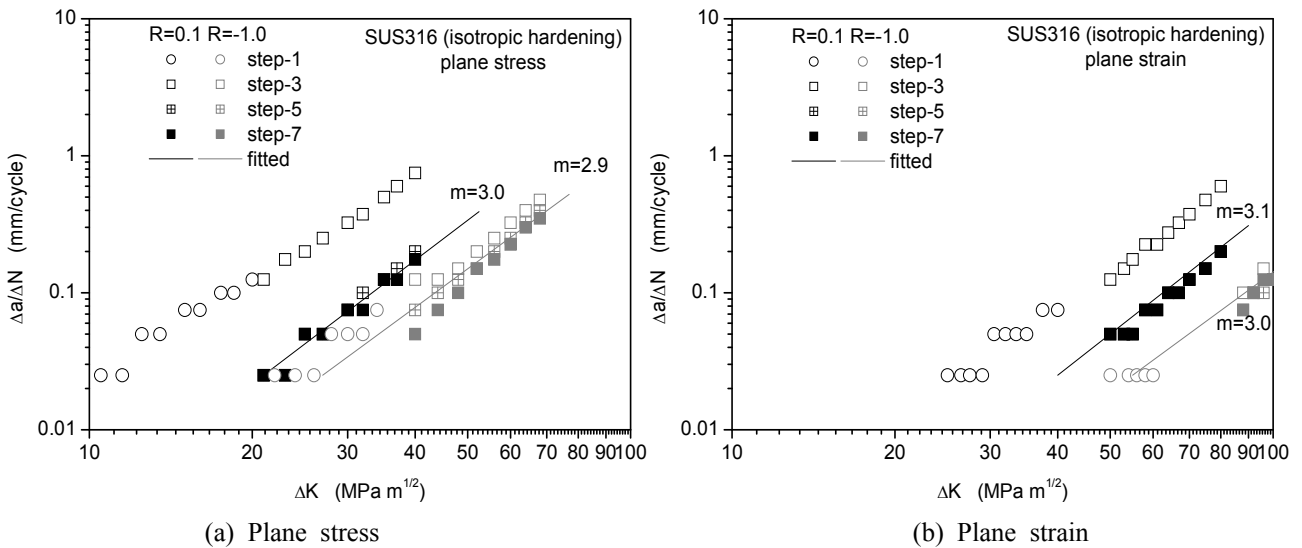 10
1
0.1
0.01
Δa/ΔN (mm/cycle)
R=0.1 R=-1.0
step-1
step-3
step-5
step-7
fitted
SUS316 (isotropic hardening)
plane stress
m=2.9
m=3.0
10 20 30 40 50 60 70 80 90 100
ΔK (MPa m^1/2)
(a) Plane stress
10
1
0.1
0.01
Δa/ΔN (mm/cycle)
R=0.1 R=-1.0
step-1
step-3
step-5
step-7
fitted
SUS316 (isotropic hardening)
plane strain
m=3.1
m=3.0
10 20 30 40 50 60 70 80 90 100
ΔK (MPa m^1/2)
(b) Plane strain